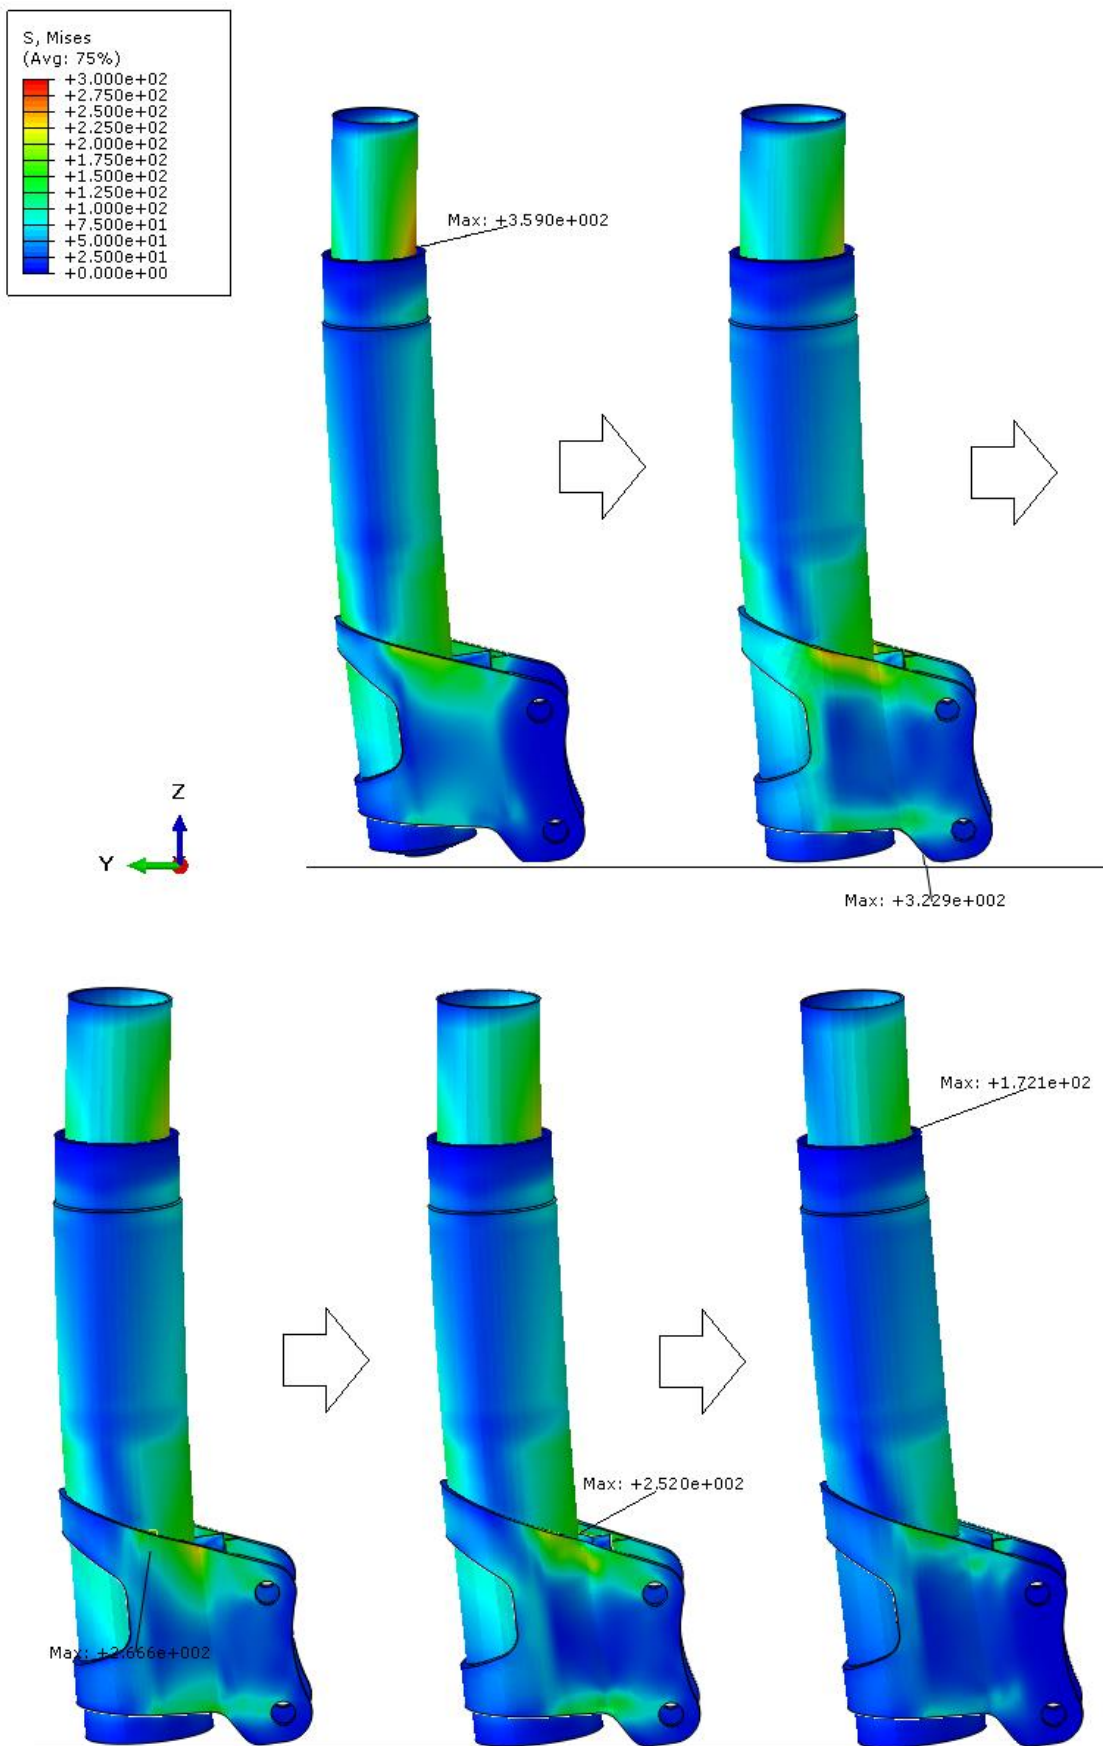 S, Mises
(Avg: 75%)
+3.000e+02
+2.750e+02
+2.500e+02
+2.250e+02
+2.000e+02
+1.750e+02
+1.500e+02
+1.250e+02
+1.000e+02
+7.500e+01
+5.000e+01
+2.500e+01
+0.000e+00
Max: +3.590e+002
Z
Y
Max: +3.229e+002
Max: +1.721e+02
Max: +2.520e+002
Max: +2.666e+002